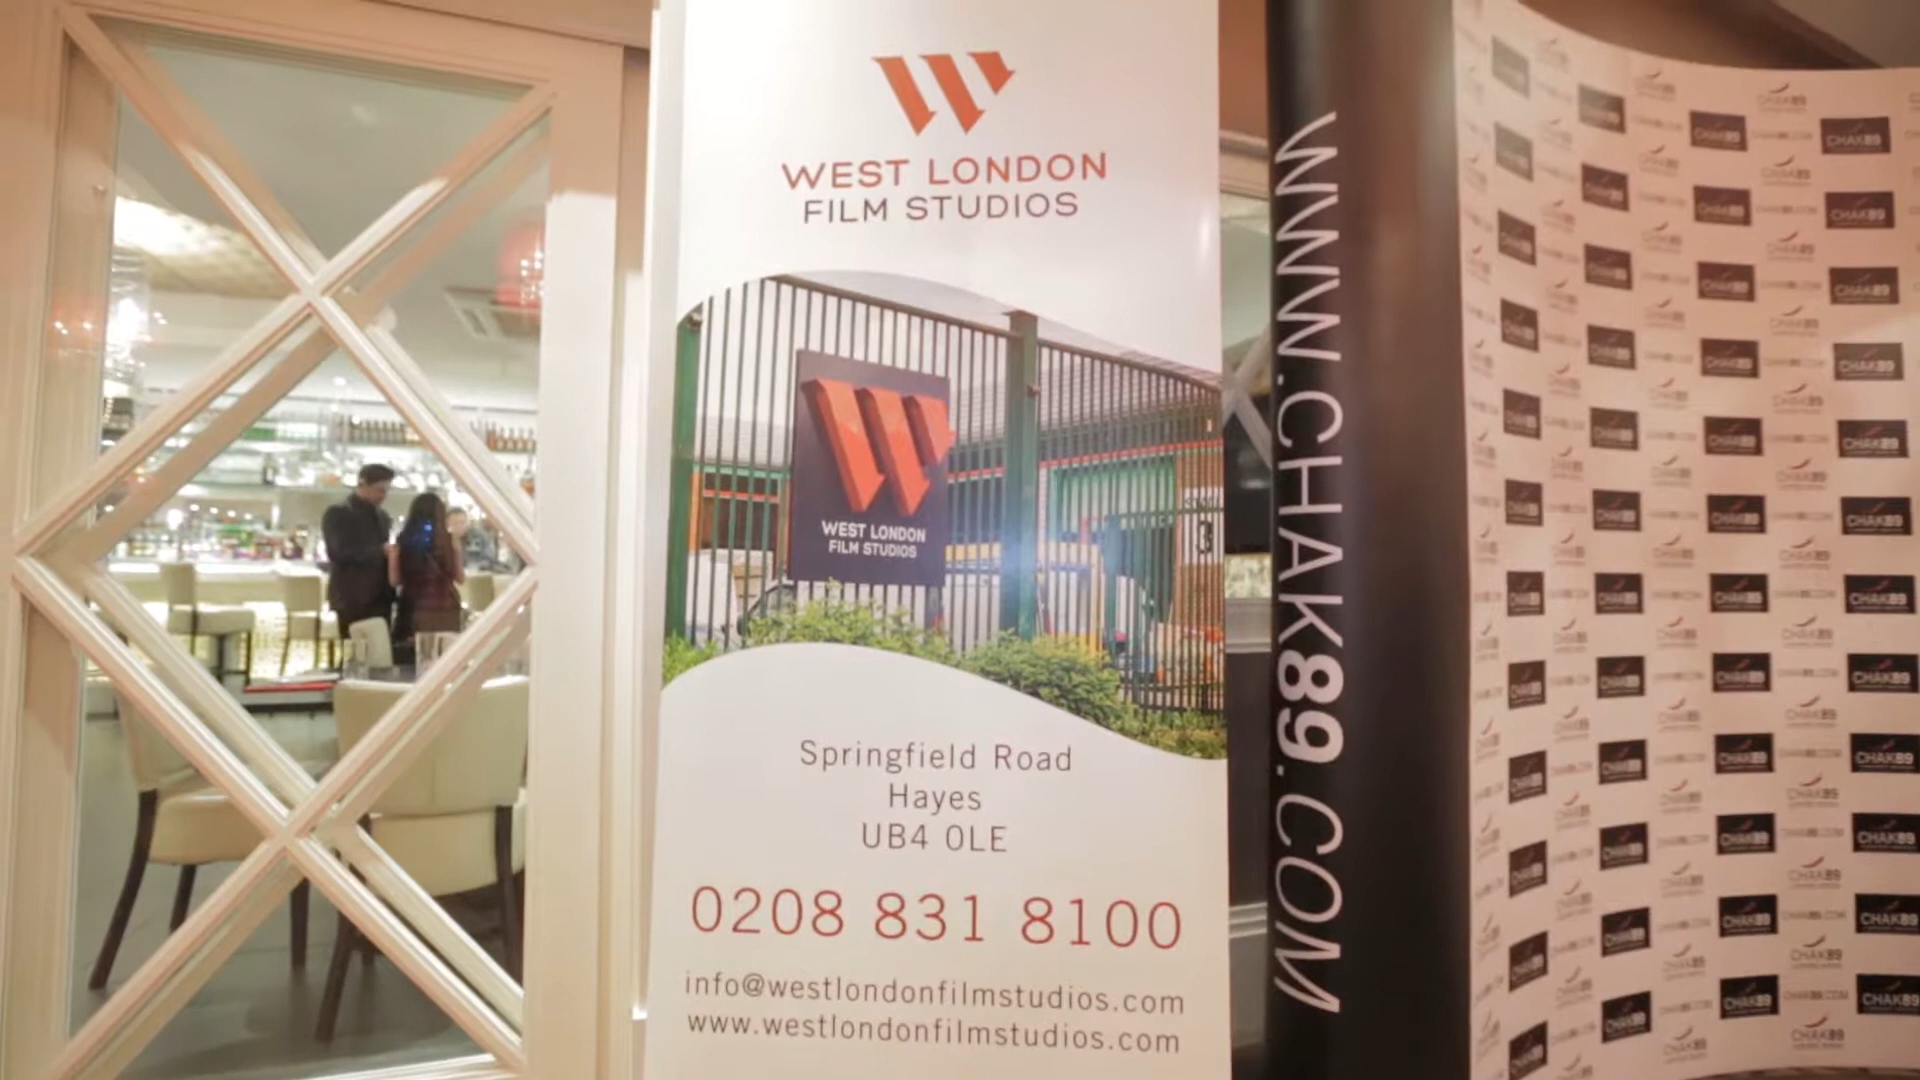 WEST LONDON
FILM STUDIOS
WEST LONDON
FILM STUDIOS
Springfield Road
Hayes
UB4 0LE
0208 831 8100
info@westlondonfilmstudios.com
www.westlondonfilmstudios.com
WWW.CHAK89.COM
CHAK89